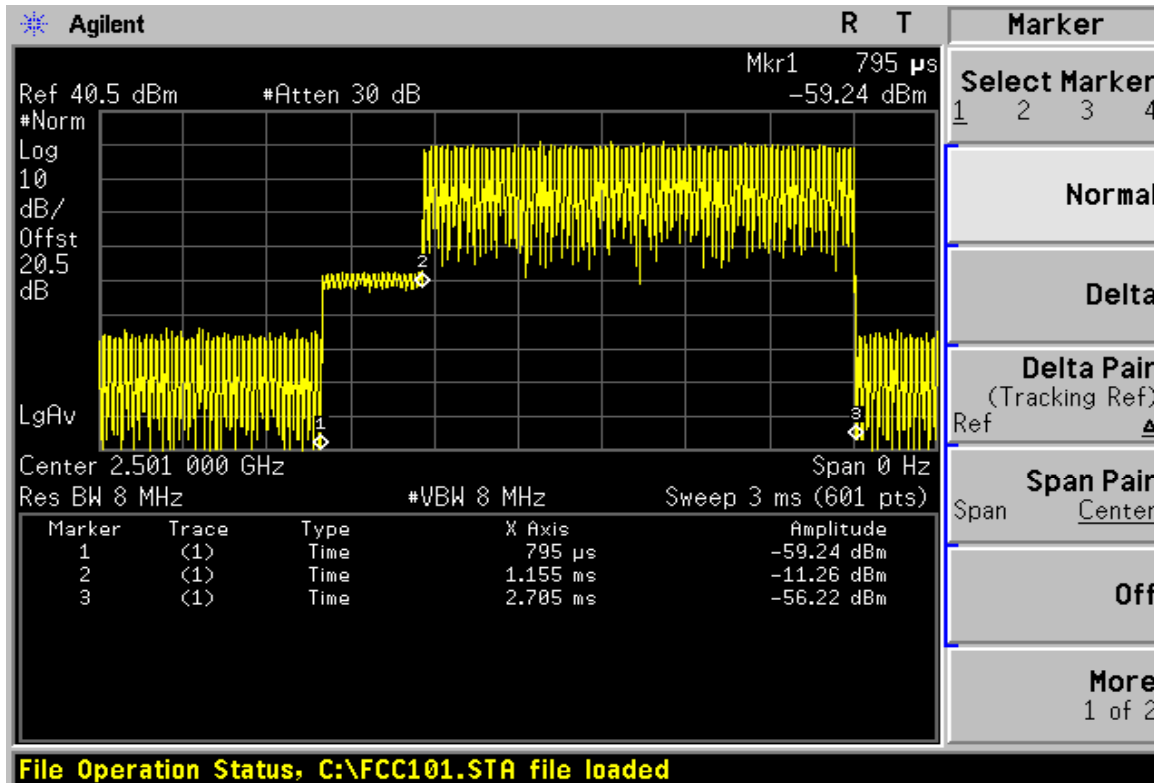 Agilent R T Marker
Mkr1 795 µs
Ref 40.5 dBm #Atten 30 dB -59.24 dBm
#Norm
Log
10
dB/
Offst
20.5
dB
LgAv
1
2
3
Center 2.501 000 GHz Span 0 Hz
Res BW 8 MHz #VBW 8 MHz Sweep 3 ms (601 pts)
Marker Trace Type X Axis Amplitude
1 (1) Time 795 µs -59.24 dBm
2 (1) Time 1.155 ms -11.26 dBm
3 (1) Time 2.705 ms -56.22 dBm
Select Marker
1 2 3 4
Normal
Delta
Delta Pair
(Tracking Ref)
Ref Δ
Span Pair
Span Center
Off
More
1 of 2
File Operation Status, C:\FCC101.STA file loaded